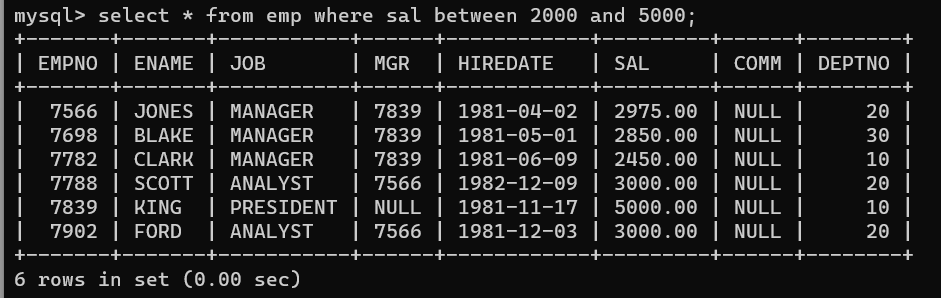 mysql> select * from emp where sal between 2000 and 5000;
+-------+-------+-----------+------+------------+---------+------+--------+
| EMPNO | ENAME | JOB       | MGR  | HIREDATE   | SAL     | COMM | DEPTNO |
+-------+-------+-----------+------+------------+---------+------+--------+
|  7566 | JONES | MANAGER   | 7839 | 1981-04-02 | 2975.00 | NULL |     20 |
|  7698 | BLAKE | MANAGER   | 7839 | 1981-05-01 | 2850.00 | NULL |     30 |
|  7782 | CLARK | MANAGER   | 7839 | 1981-06-09 | 2450.00 | NULL |     10 |
|  7788 | SCOTT | ANALYST   | 7566 | 1982-12-09 | 3000.00 | NULL |     20 |
|  7839 | KING  | PRESIDENT | NULL | 1981-11-17 | 5000.00 | NULL |     10 |
|  7902 | FORD  | ANALYST   | 7566 | 1981-12-03 | 3000.00 | NULL |     20 |
+-------+-------+-----------+------+------------+---------+------+--------+
6 rows in set (0.00 sec)